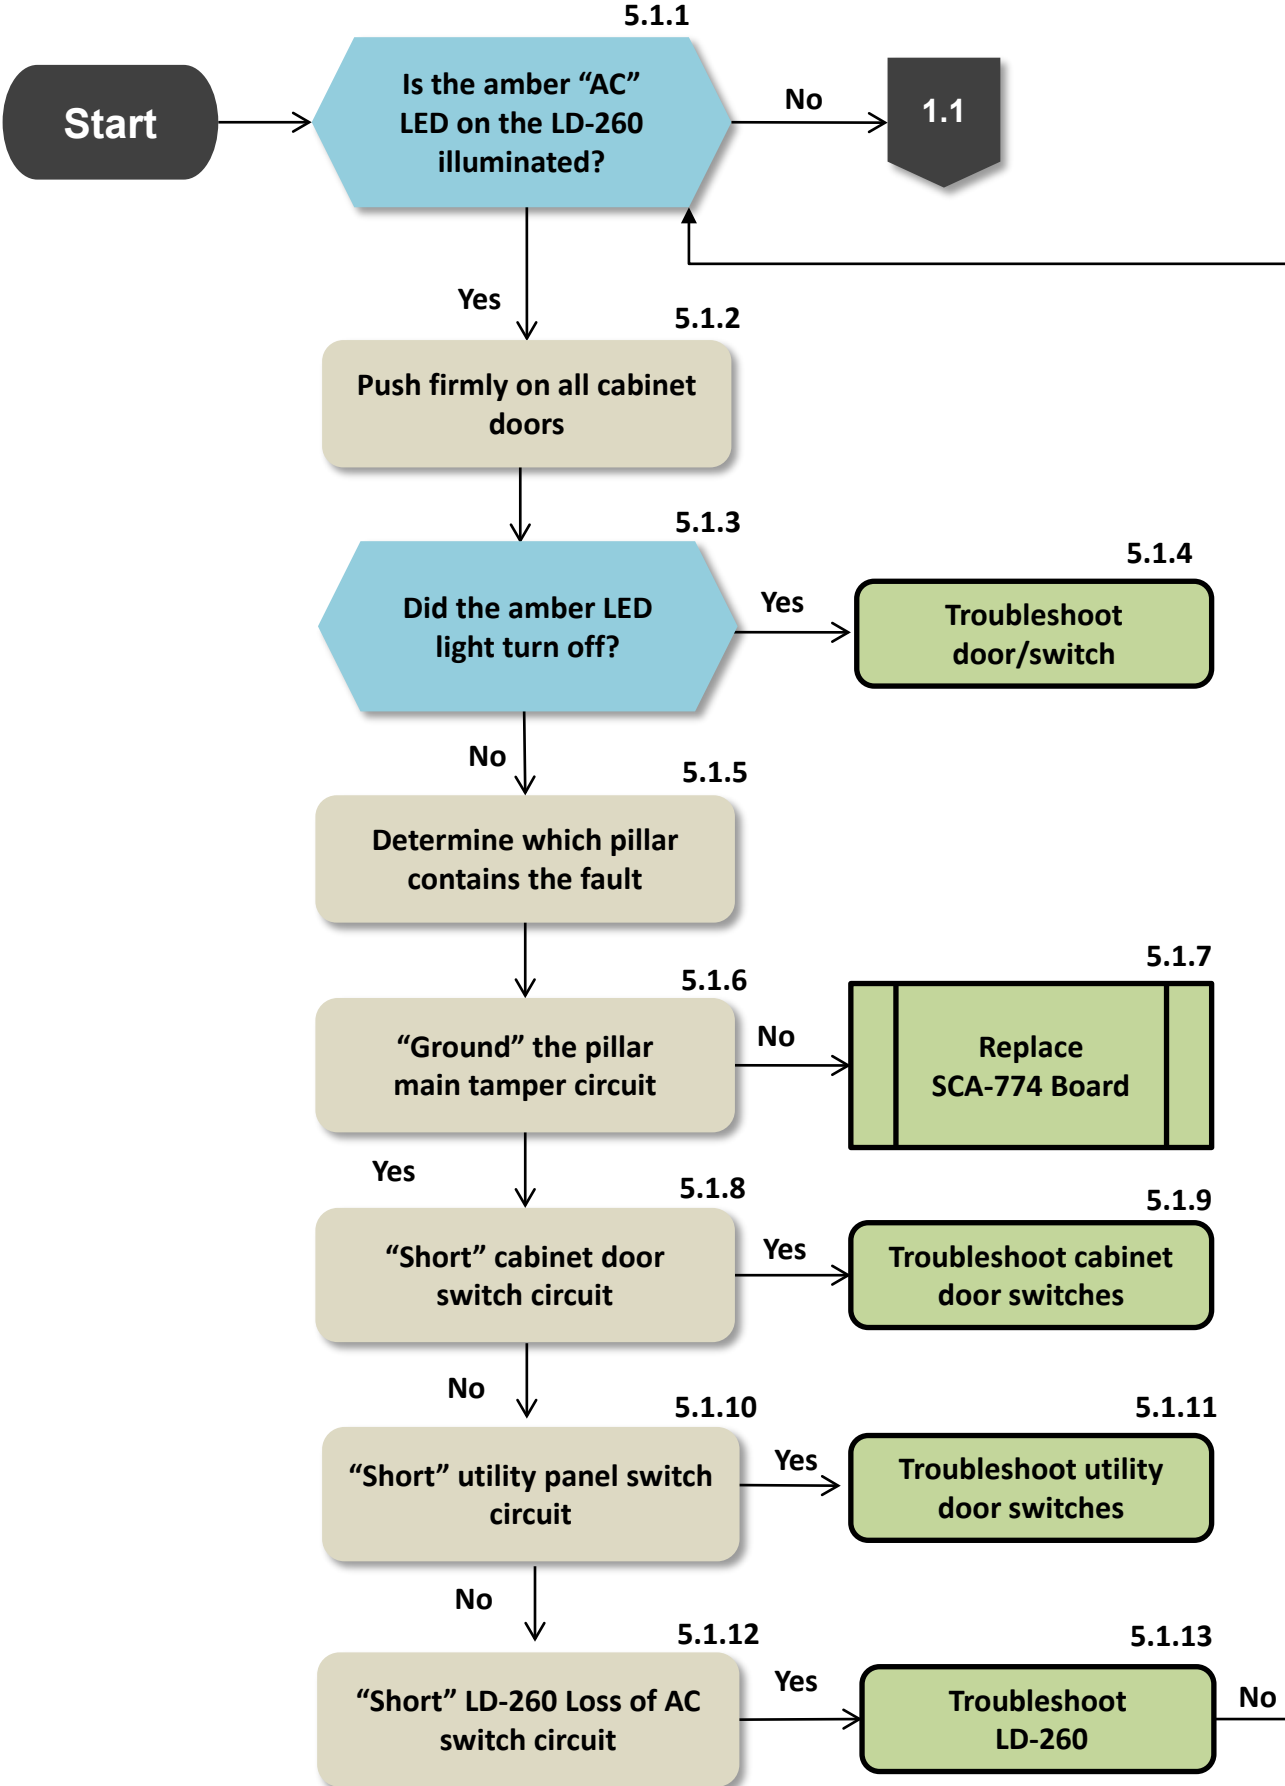 5.1.1
Start
Is the amber “AC”
LED on the LD-260
illuminated?
No
1.1
Yes
5.1.2
Push firmly on all cabinet
doors
5.1.3
Did the amber LED
light turn off?
Yes
5.1.4
Troubleshoot
door/switch
No
5.1.5
Determine which pillar
contains the fault
5.1.6
“Ground” the pillar
main tamper circuit
No
5.1.7
Replace
SCA-774 Board
Yes
5.1.8
“Short” cabinet door
switch circuit
Yes
5.1.9
Troubleshoot cabinet
door switches
No
5.1.10
“Short” utility panel switch
circuit
Yes
5.1.11
Troubleshoot utility
door switches
No
5.1.12
“Short” LD-260 Loss of AC
switch circuit
Yes
5.1.13
Troubleshoot
LD-260
No